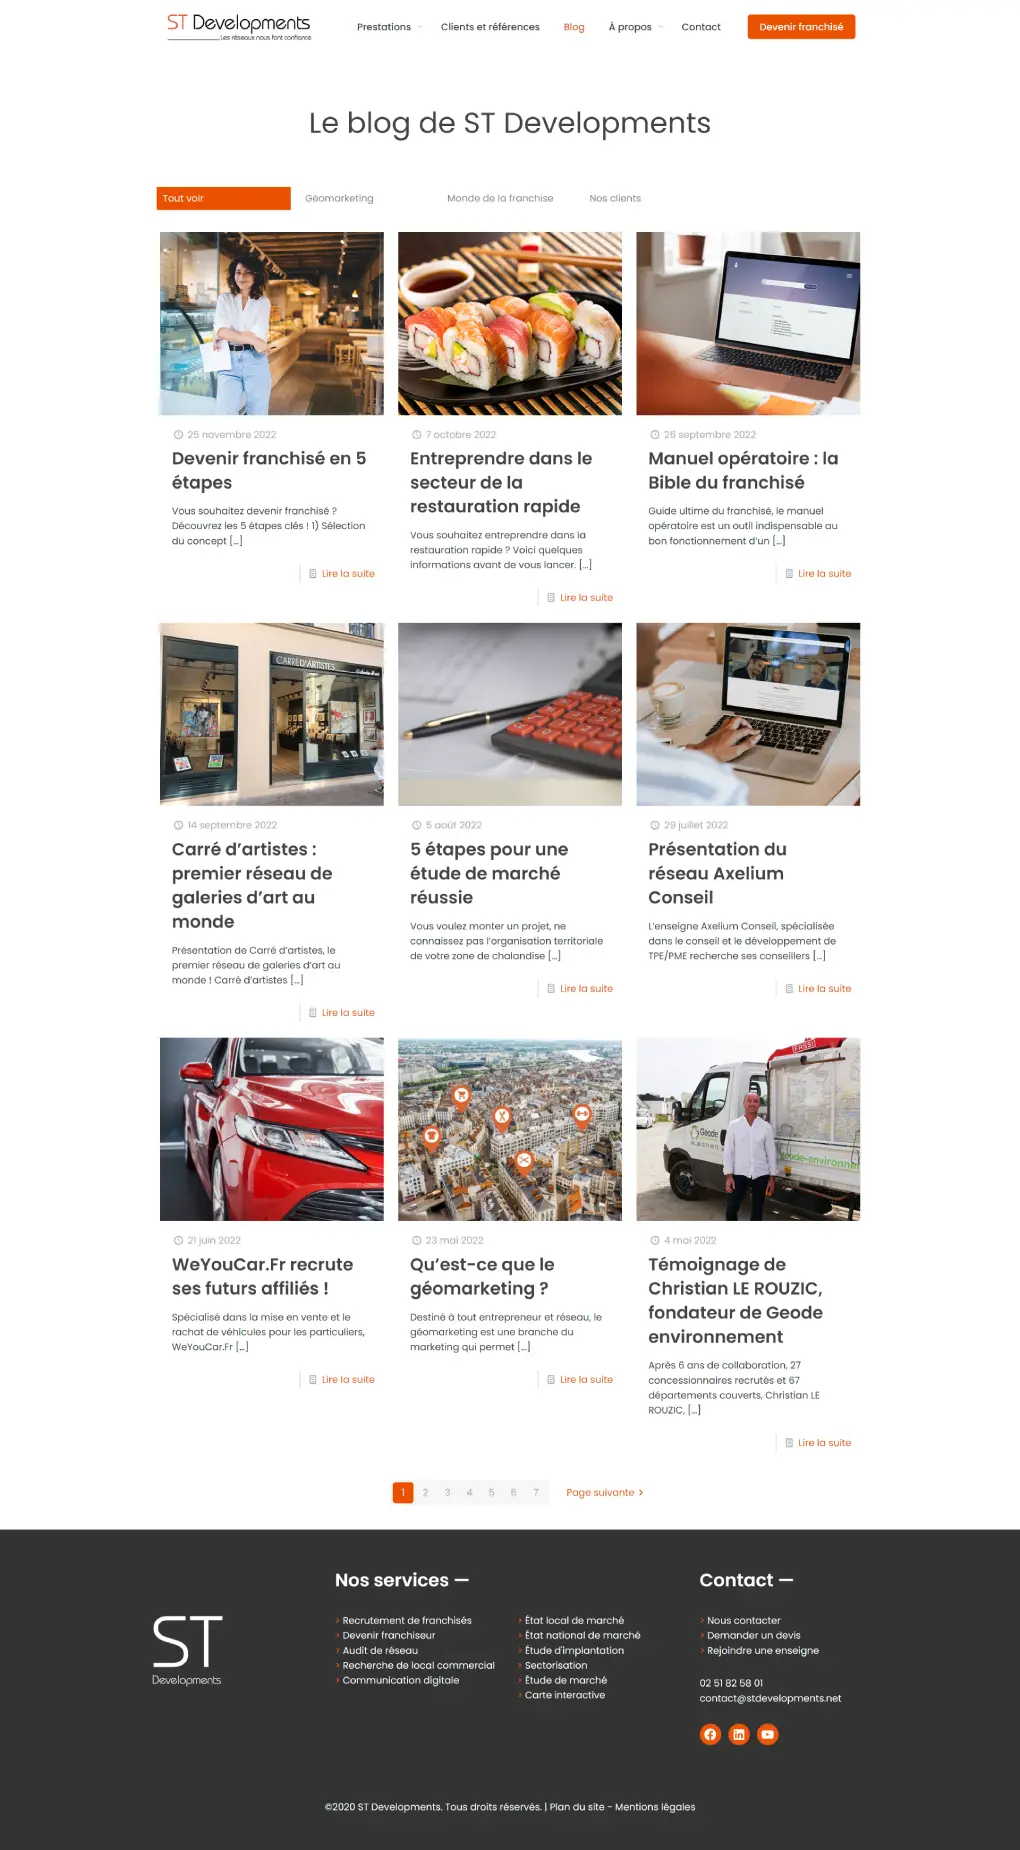 ST Developments
Les réseaux nous font confiance
Prestations
Clients et références
Blog
À propos
Contact
Devenir franchisé
Le blog de ST Developments
Tout voir
Géomarketing
Monde de la franchise
Nos clients
25 novembre 2022
Devenir franchisé en 5
étapes
Vous souhaitez devenir franchisé ?
Découvrez les 5 étapes clés ! 1) Sélection
du concept [...]
Lire la suite
7 octobre 2022
Entreprendre dans le
secteur de la
restauration rapide
Vous souhaitez entreprendre dans la
restauration rapide ? Voici quelques
informations avant de vous lancer. [...]
Lire la suite
26 septembre 2022
Manuel opératoire : la
Bible du franchisé
Guide ultime du franchisé, le manuel
opératoire est un outil indispensable au
bon fonctionnement d'un [...]
Lire la suite
CARRÉ D'ARTISTES
14 septembre 2022
Carré d'artistes :
premier réseau de
galeries d'art au
monde
Présentation de Carré d'artistes, le
premier réseau de galeries d'art au
monde ! Carré d'artistes [...]
Lire la suite
5 août 2022
5 étapes pour une
étude de marché
réussie
Vous voulez monter un projet, ne
connaissez pas l'organisation territoriale
de votre zone de chalandise [...]
Lire la suite
29 juillet 2022
Présentation du
réseau Axelium
Conseil
L'enseigne Axelium Conseil, spécialisée
dans le conseil et le développement de
TPE/PME recherche ses conseillers [...]
Lire la suite
21 juin 2022
WeYouCar.Fr recrute
ses futurs affiliés !
Spécialisé dans la mise en vente et le
rachat de véhicules pour les particuliers,
WeYouCar.Fr [...]
Lire la suite
23 mai 2022
Qu'est-ce que le
géomarketing ?
Destiné à tout entrepreneur et réseau, le
géomarketing est une branche du
marketing qui permet [...]
Lire la suite
Geode
4 mai 2022
Témoignage de
Christian LE ROUZIC,
fondateur de Geode
environnement
Après 6 ans de collaboration, 27
concessionnaires recrutés et 67
départements couverts, Christian LE
ROUZIC, [...]
Lire la suite
1 2 3 4 5 6 7 Page suivante >
ST
Developments
Nos services —
> Recrutement de franchisés
> Devenir franchiseur
> Audit de réseau
> Recherche de local commercial
> Communication digitale
> État local de marché
> État national de marché
> Étude d'implantation
> Sectorisation
> Étude de marché
> Carte interactive
Contact —
> Nous contacter
> Demander un devis
> Rejoindre une enseigne
02 51 82 58 01
contact@stdevelopments.net
©2020 ST Developments. Tous droits réservés. | Plan du site - Mentions légales